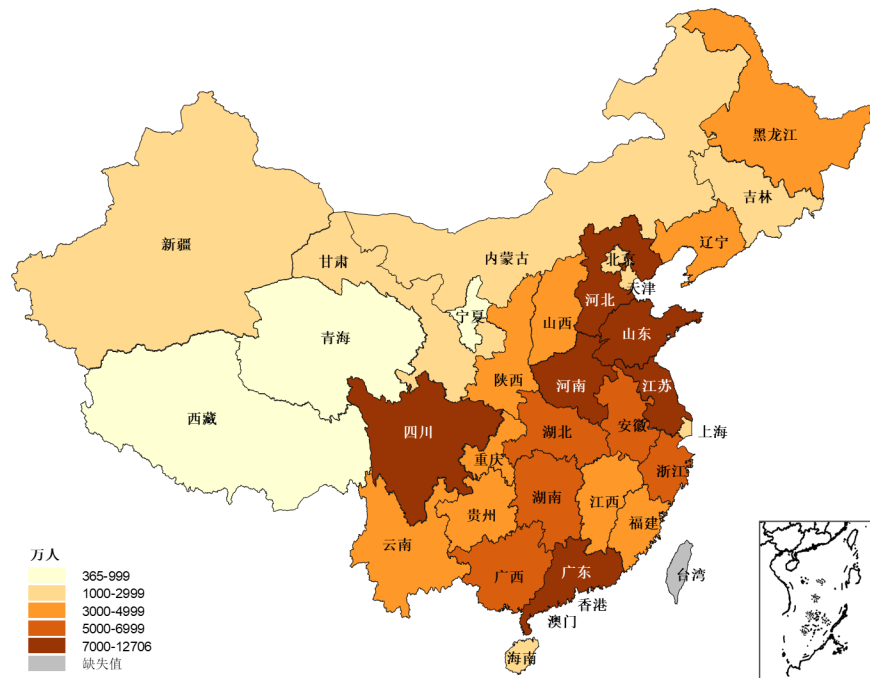 黑龙江
吉林
新疆
辽宁
内蒙古
甘肃
北京
天津
河北
宁夏
山西
青海
山东
陕西
河南
江苏
西藏
安徽
四川
湖北
上海
重庆
浙江
湖南
江西
贵州
福建
云南
广西
广东
台湾
香港
澳门
海南
万人
365-999
1000-2999
3000-4999
5000-6999
7000-12706
缺失值